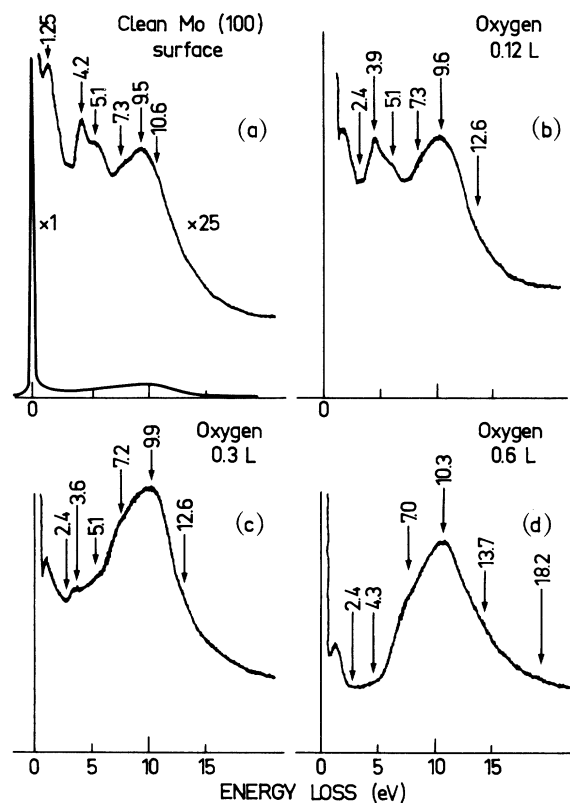 Clean Mo (100)
surface
1.25
4.2
5.1
7.3
9.5
10.6
(a)
×1
×25
0
Oxygen
0.12 L
2.4
3.9
5.1
7.3
9.6
12.6
(b)
Oxygen
0.3 L
2.4
3.6
5.1
7.2
9.9
12.6
(c)
0 5 10
Oxygen
0.6 L
2.4
4.3
7.0
10.3
13.7
18.2
(d)
0 5 10 15
ENERGY LOSS (eV)